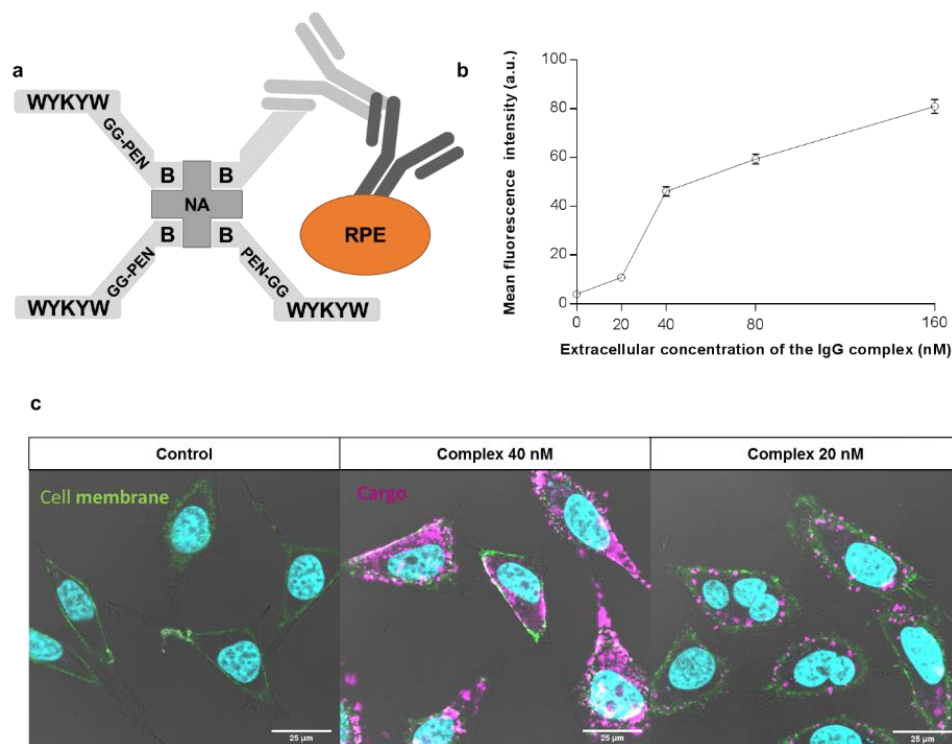 a
WYKYW
GG-PEN
B
B
NA
B
B
GG-PEN
PEN-GG
WYKYW
WYKYW
RPE
b
Mean fluorescence intensity (a.u.)
100
80
60
40
20
0
0
20
40
80
160
Extracellular concentration of the IgG complex (nM)
c
Control
Complex 40 nM
Complex 20 nM
Cell membrane
Cargo
25 μm
25 μm
25 μm